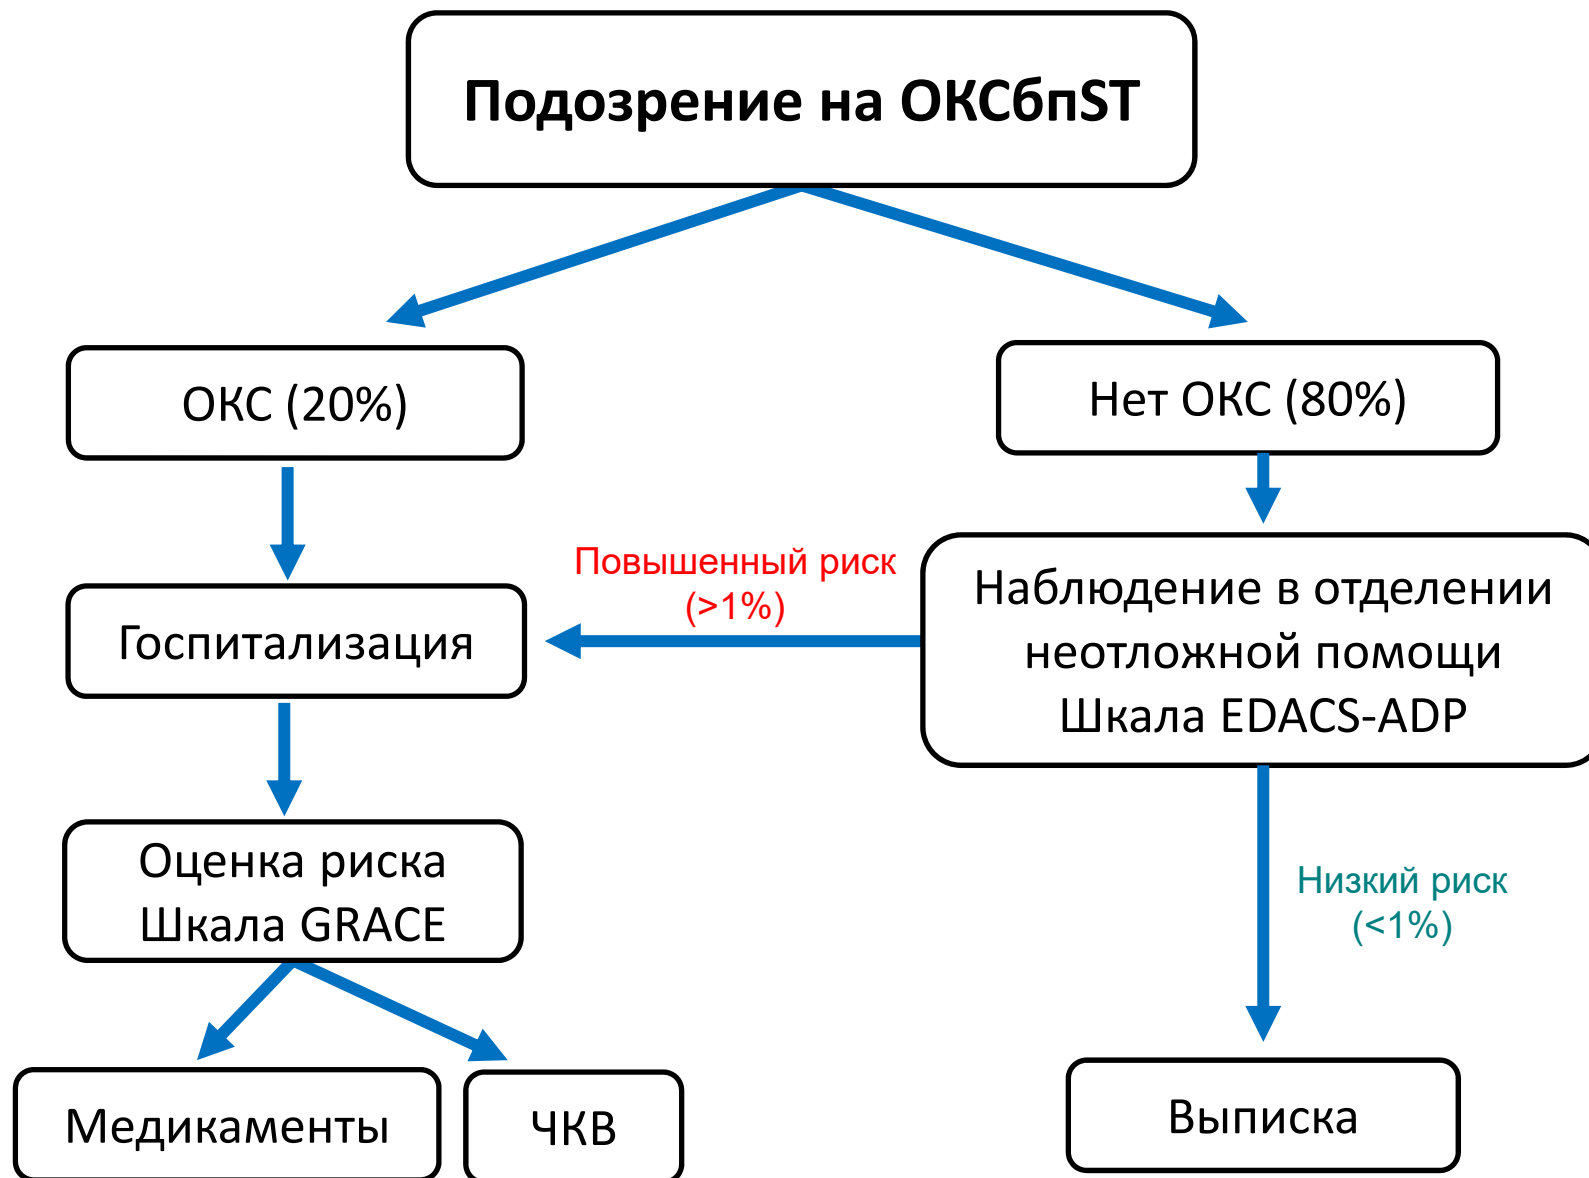 Подозрение на ОКСбпST
ОКС (20%)
Нет ОКС (80%)
Повышенный риск
(>1%)
Госпитализация
Наблюдение в отделении
неотложной помощи
Шкала EDACS-ADP
Оценка риска
Шкала GRACE
Низкий риск
(<1%)
Медикаменты
ЧКВ
Выписка